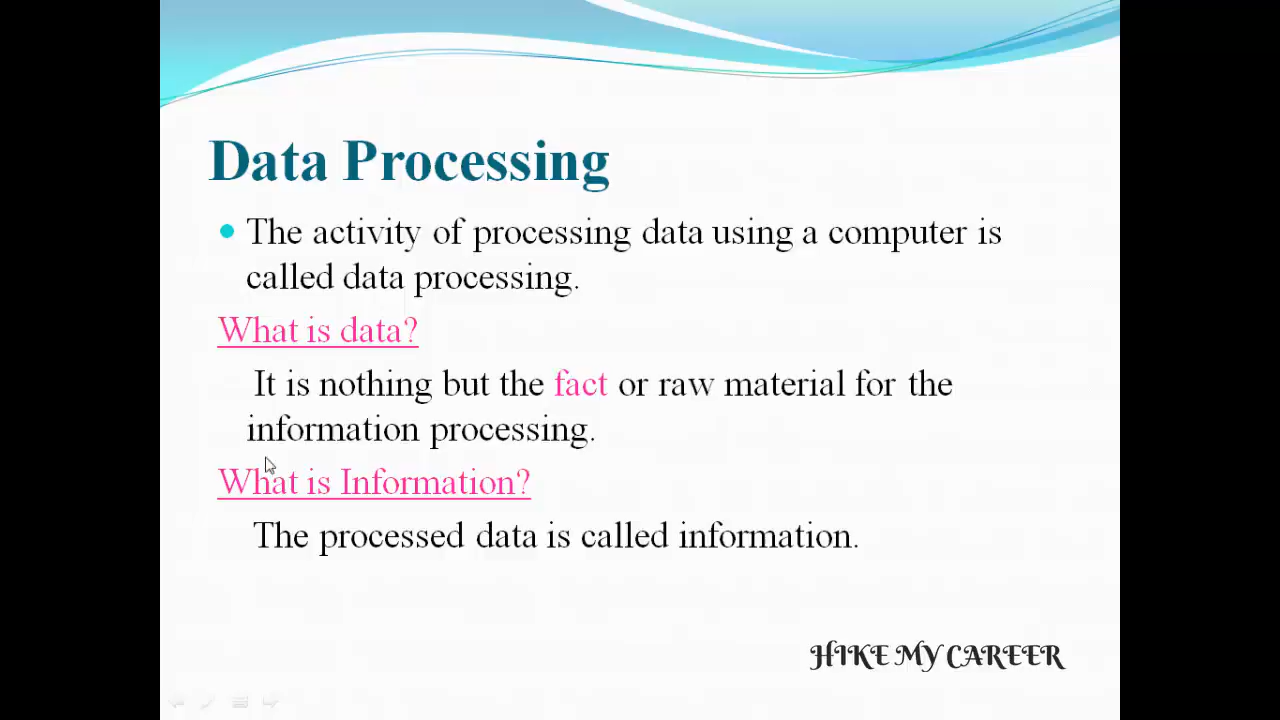 Data Processing
The activity of processing data using a computer is
called data processing.
What is data?
It is nothing but the fact or raw material for the
information processing.
What is Information?
The processed data is called information.
HIKE MY CAREER